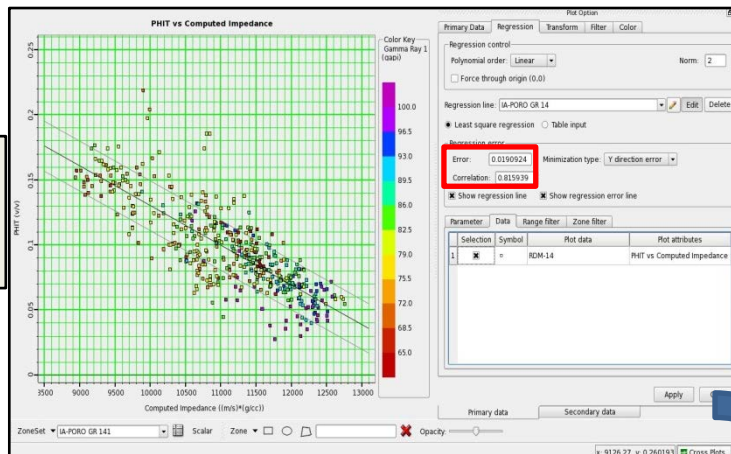 Plot Option
PHIT vs Computed Impedance
Color Key
Gamma Ray 1
(gapi)
100.0
96.5
93.0
89.5
86.0
82.5
79.0
75.5
72.0
68.5
65.0
PHIT (v/v)
0.25
0.2
0.15
0.1
0.05
0
8500 9000 9500 10000 10500 11000 11500 12000 12500 13000
Computed Impedance ((m/s)*(g/cc))
ZoneSet IA-PORO GR 141 Scalar Zone Opacity
Primary Data Regression Transform Filter Color
Regression control
Polynomial order: Linear Norm: 2
Force through origin (0.0)
Regression line: IA-PORO GR 14 Edit Delete
Least square regression Table input
Regression error
Error: 0.0190924 Minimization type: Y direction error
Correlation: 0.815939
Show regression line Show regression error line
Parameter Data Range filter Zone filter
Selection Symbol Plot data Plot attributes
1 RDM-14 PHIT vs Computed Impedance
Apply
Primary data Secondary data
x: 9126.27 y: 0.260193 Cross Plots